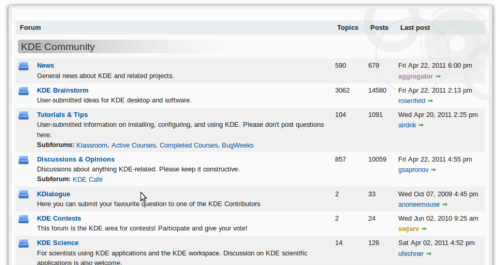 Forum Topics Posts Last post
KDE Community
News 590 679 Fri Apr 22, 2011 6:00 pm
General news about KDE and related projects. aggregator
KDE Brainstorm 3062 14580 Fri Apr 22, 2011 2:13 pm
User-submitted ideas for KDE desktop and software. rosenfeld
Tutorials & Tips 104 1091 Wed Apr 20, 2011 2:25 pm
User-submitted information on installing, configuring, and using KDE. Please don't post questions airdrik
here.
Subforums: Klassroom, Active Courses, Completed Courses, BugWeeks
Discussions & Opinions 857 10059 Fri Apr 22, 2011 4:55 pm
Discussions about anything KDE-related. Please keep it constructive. gsapronov
Subforum: KDE Cafe
KDialogue 2 33 Wed Oct 07, 2009 4:45 pm
Here you can submit your favourite question to one of the KDE Contributors anoneemouse
KDE Contests 2 24 Wed Jun 02, 2010 9:25 am
This forum is the KDE area for contests! Participate and give your vote! swjarv
KDE Science 14 126 Sat Apr 02, 2011 4:52 pm
For scientists using KDE applications and the KDE workspace. Discussion on KDE scientific ufechner
applications is also welcome.